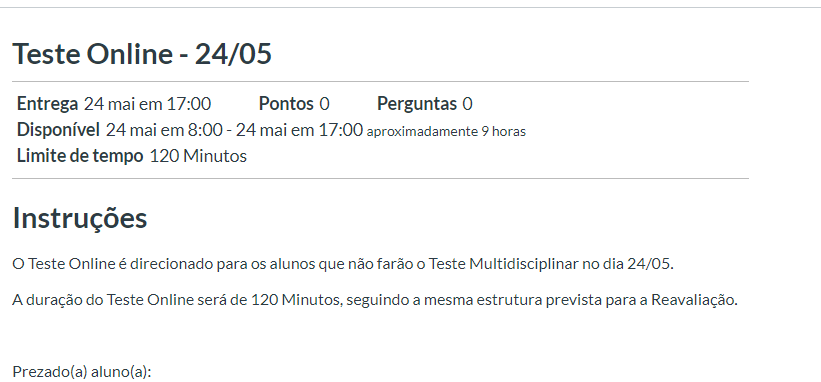 Teste Online - 24/05
Entrega 24 mai em 17:00 Pontos 0 Perguntas 0
Disponível 24 mai em 8:00 - 24 mai em 17:00 aproximadamente 9 horas
Limite de tempo 120 Minutos
Instruções
O Teste Online é direcionado para os alunos que não farão o Teste Multidisciplinar no dia 24/05.
A duração do Teste Online será de 120 Minutos, seguindo a mesma estrutura prevista para a Reavaliação.
Prezado(a) aluno(a):